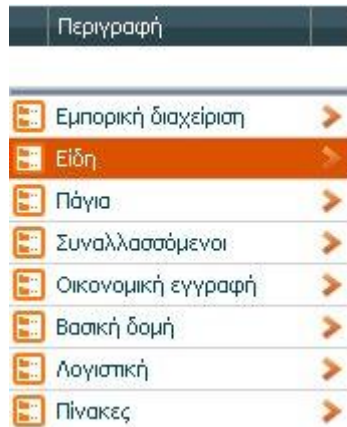 Περιγραφή
Εμπορική διαχείριση
Είδη
Πάγια
Συναλλασσόμενοι
Οικονομική εγγραφή
Βασική δομή
Λογιστική
Πίνακες